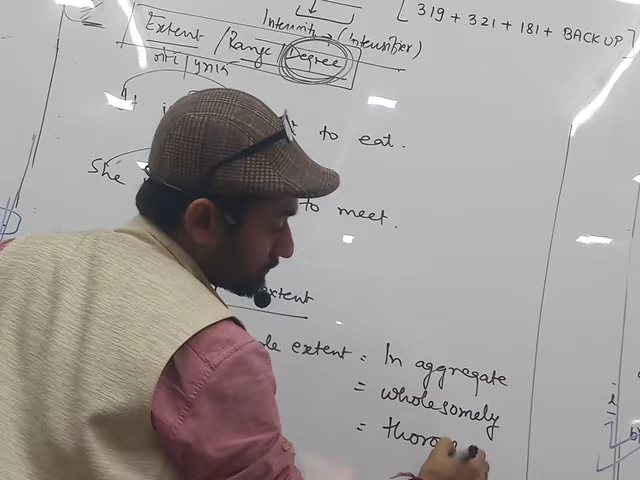 [319 + 321 + 181 + BACK UP]
Intensity → (Intensifier)
Extent / Range Degree
to eat.
She
to meet.
extent
extent = In aggregate
= wholesomely
= thoro